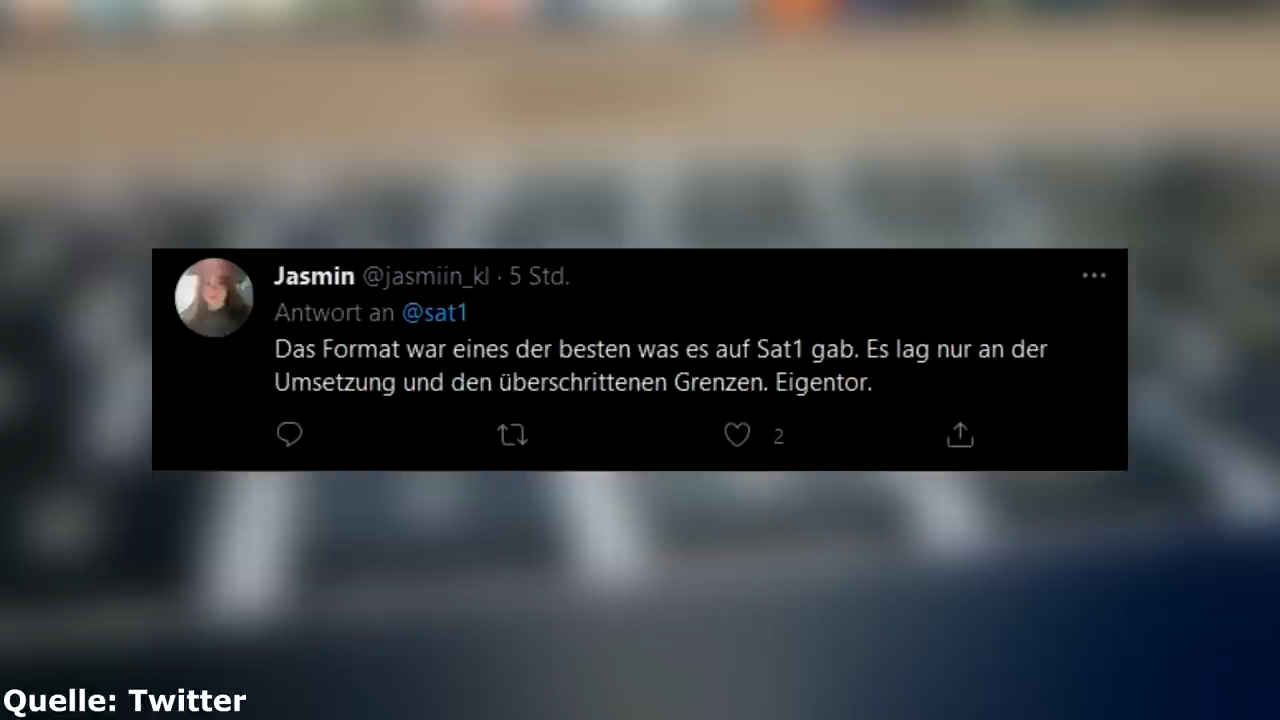 Jasmin @jasmiin_kl · 5 Std.
Antwort an @sat1
Das Format war eines der besten was es auf Sat1 gab. Es lag nur an der
Umsetzung und den überschrittenen Grenzen. Eigentor.
2
Quelle: Twitter